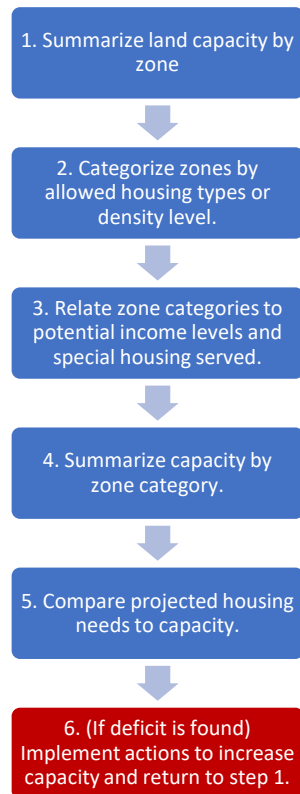 1. Summarize land capacity by
zone
2. Categorize zones by
allowed housing types or
density level.
3. Relate zone categories to
potential income levels and
special housing served.
4. Summarize capacity by
zone category.
5. Compare projected housing
needs to capacity.
6. (If deficit is found)
Implement actions to increase
capacity and return to step 1.